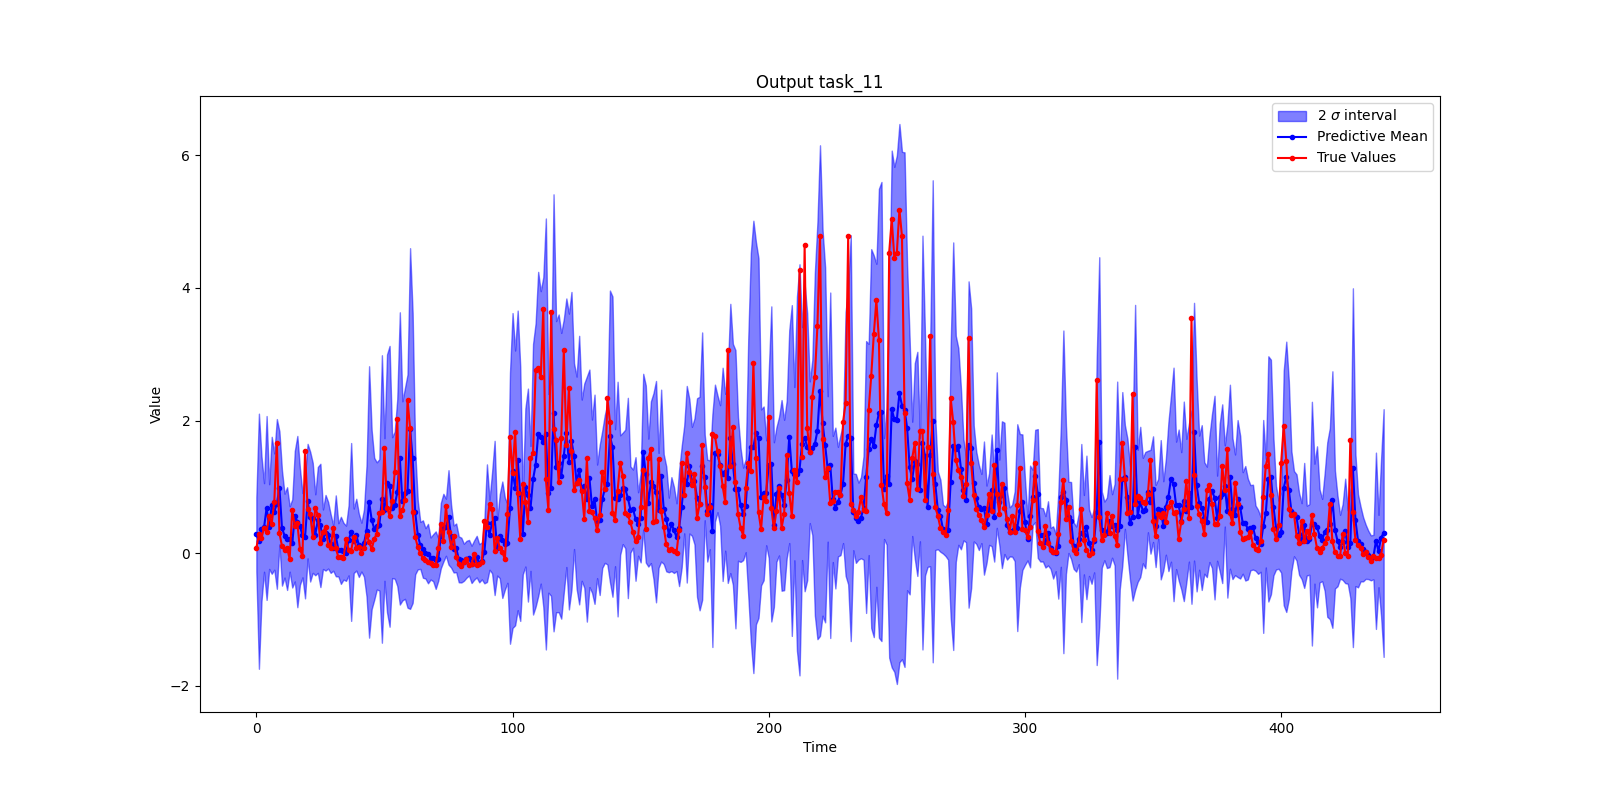 Output task_11
2 σ interval
Predictive Mean
True Values
6
4
2
0
−2
Value
0
100
200
300
400
Time